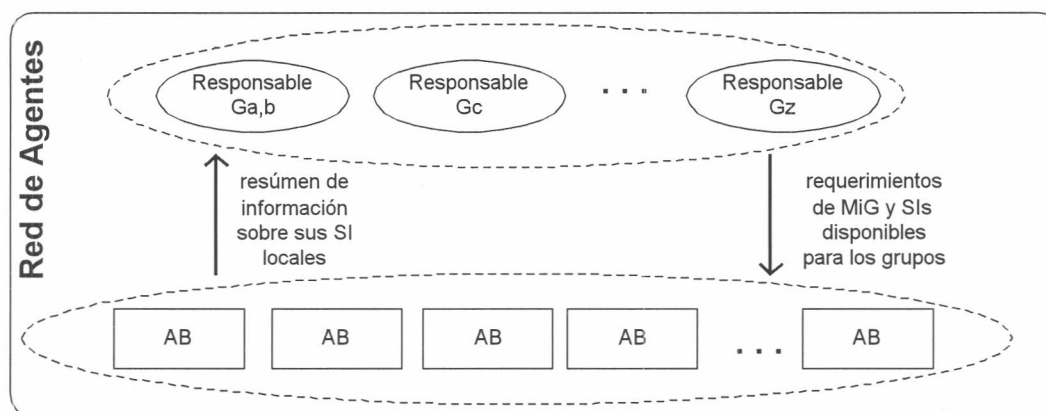 Red de Agentes
Responsable
Ga,b
Responsable
Gc
. . .
Responsable
Gz
resúmen de
información
sobre sus SI
locales
requerimientos
de MiG y SIs
disponibles
para los grupos
AB
AB
AB
AB
. . .
AB